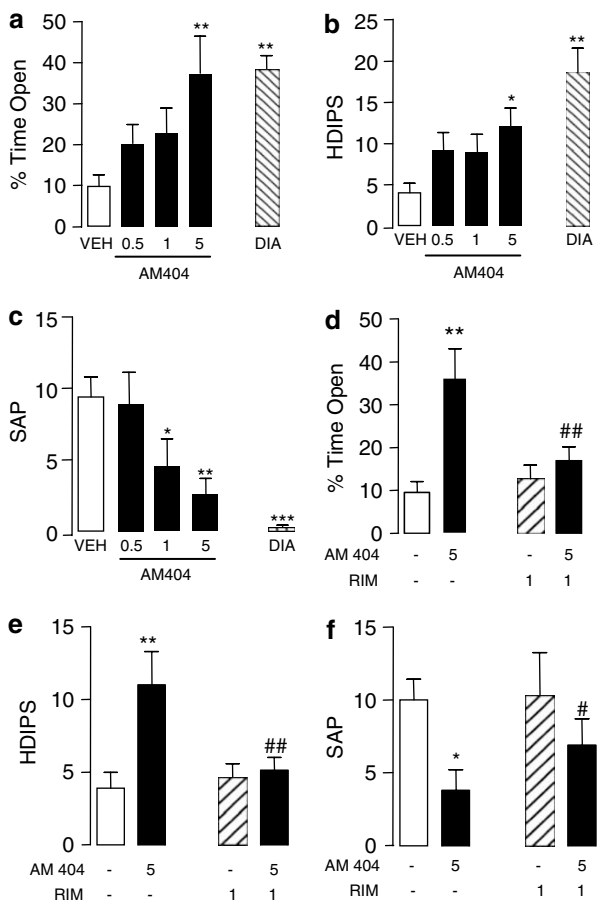 a
50
40
30
20
10
0
% Time Open
**
**
VEH 0.5 1 5 DIA
AM404
b
25
20
15
10
5
0
HDIPS
*
**
VEH 0.5 1 5 DIA
AM404
c
15
10
5
0
SAP
*
**
***
VEH 0.5 1 5 DIA
AM404
d
50
40
30
20
10
0
% Time Open
**
##
AM 404 - 5 - 5
RIM - - 1 1
e
15
10
5
0
HDIPS
**
##
AM 404 - 5 - 5
RIM - - 1 1
f
15
10
5
0
SAP
*
#
AM 404 - 5 - 5
RIM - - 1 1